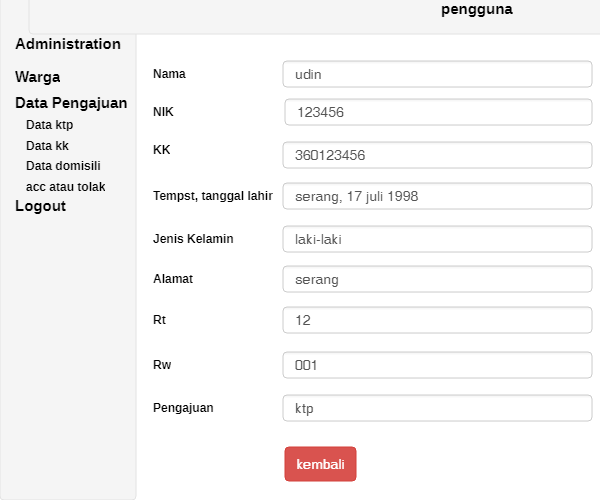 pengguna
Administration
Warga
Data Pengajuan
Data ktp
Data kk
Data domisili
acc atau tolak
Logout
Nama udin
NIK 123456
KK 360123456
Tempst, tanggal lahir serang, 17 juli 1998
Jenis Kelamin laki-laki
Alamat serang
Rt 12
Rw 001
Pengajuan ktp
kembali